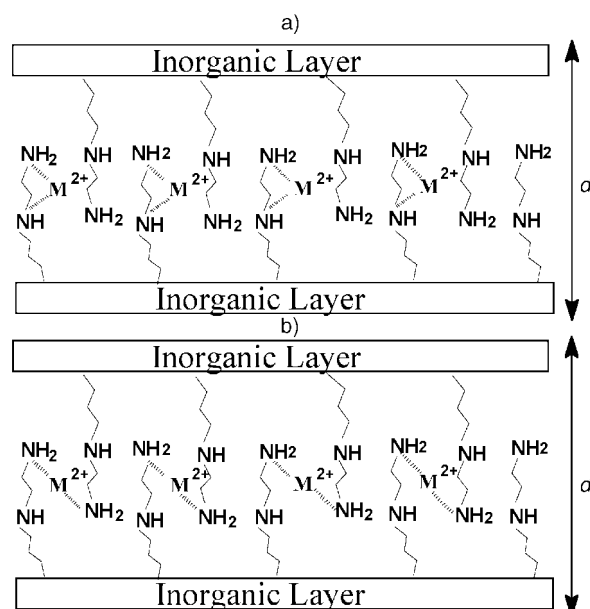 a)
Inorganic Layer
NH₂ NH NH2 NH NH₂ NH NH₂ NH NH₂
M²⁺ M²⁺ M²⁺ M²⁺ d
NH NH₂ NH NH₂ NH NH₂ NH NH₂ NH
Inorganic Layer
b)
Inorganic Layer
NH₂ NH NH2 NH NH₂ NH NH₂ NH NH₂
M²⁺ M²⁺ M²⁺ M²⁺ d
NH NH₂ NH NH₂ NH NH₂ NH NH₂ NH
Inorganic Layer